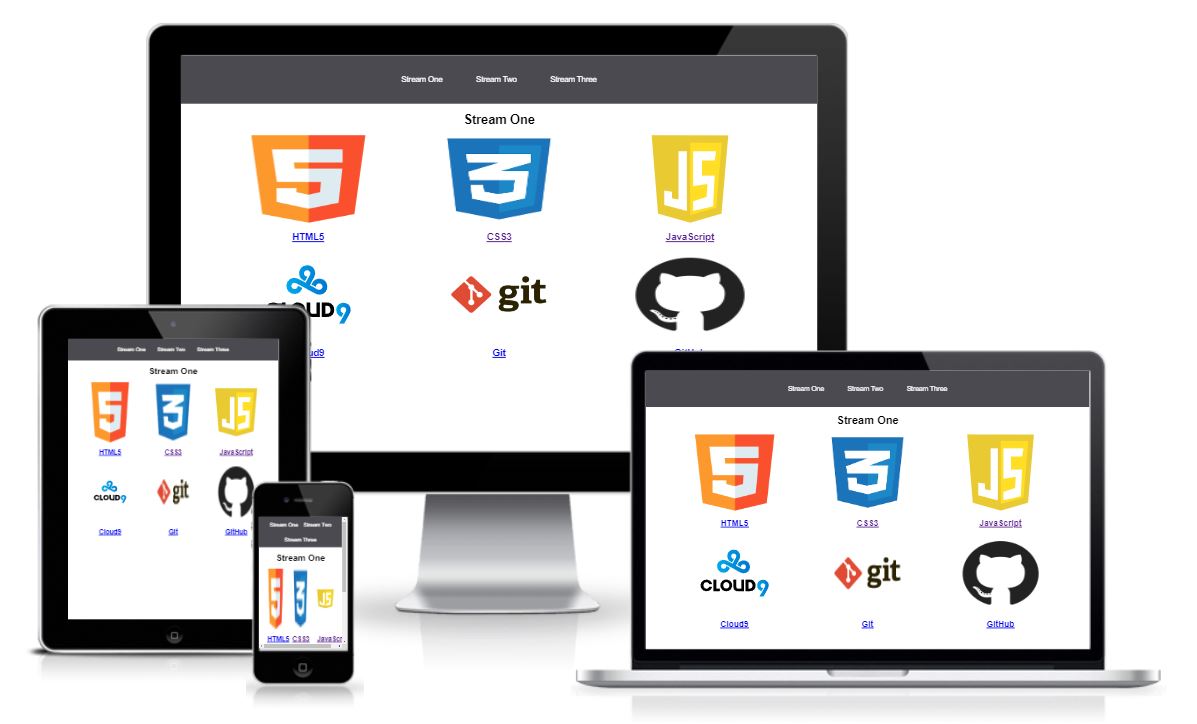 Stream One Stream Two Stream Three
Stream One
5 3 JS
HTML5 CSS3 JavaScript
CLOUD9 git
ud9 Git GitHub
Stream One Stream Two Stream Three
Stream One
5 3 JS
HTML5 CSS3 JavaScript
CLOUD9 git
Cloud9 Git GitHub
Stream One Stream Two
Stream Three
Stream One
5 3 JS
HTML5 CSS3 JavaScr
Stream One Stream Two Stream Three
Stream One
5 3 JS
HTML5 CSS3 JavaScript
CLOUD9 git
Cloud9 Git GitHub